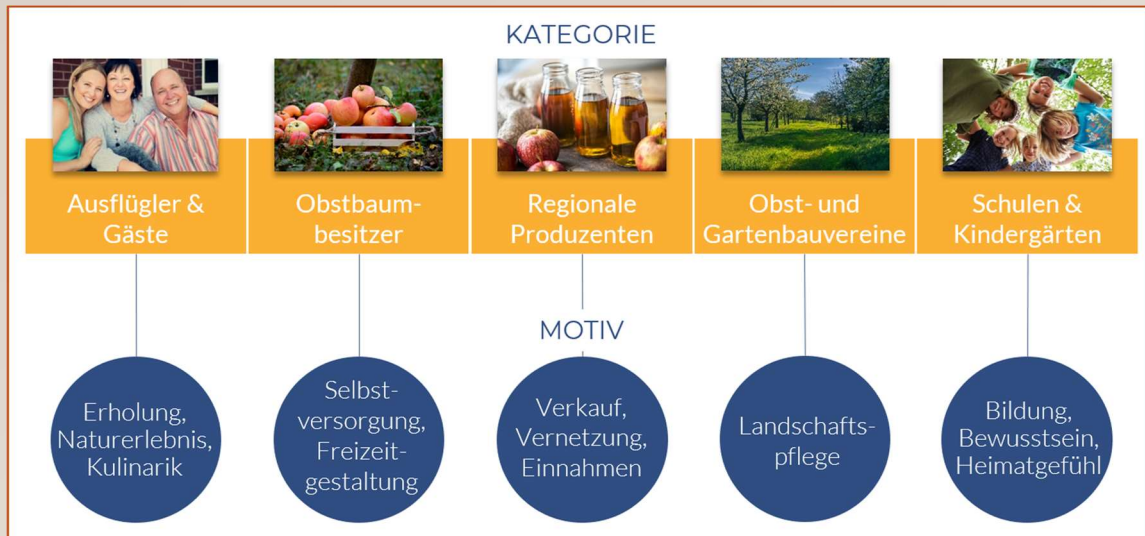 KATEGORIE
Ausflügler &
Gäste
Obstbaum-
besitzer
Regionale
Produzenten
Obst- und
Gartenbauvereine
Schulen &
Kindergärten
MOTIV
Erholung,
Naturerlebnis,
Kulinarik
Selbst-
versorgung,
Freizeit-
gestaltung
Verkauf,
Vernetzung,
Einnahmen
Landschafts-
pflege
Bildung,
Bewusstsein,
Heimatgefühl